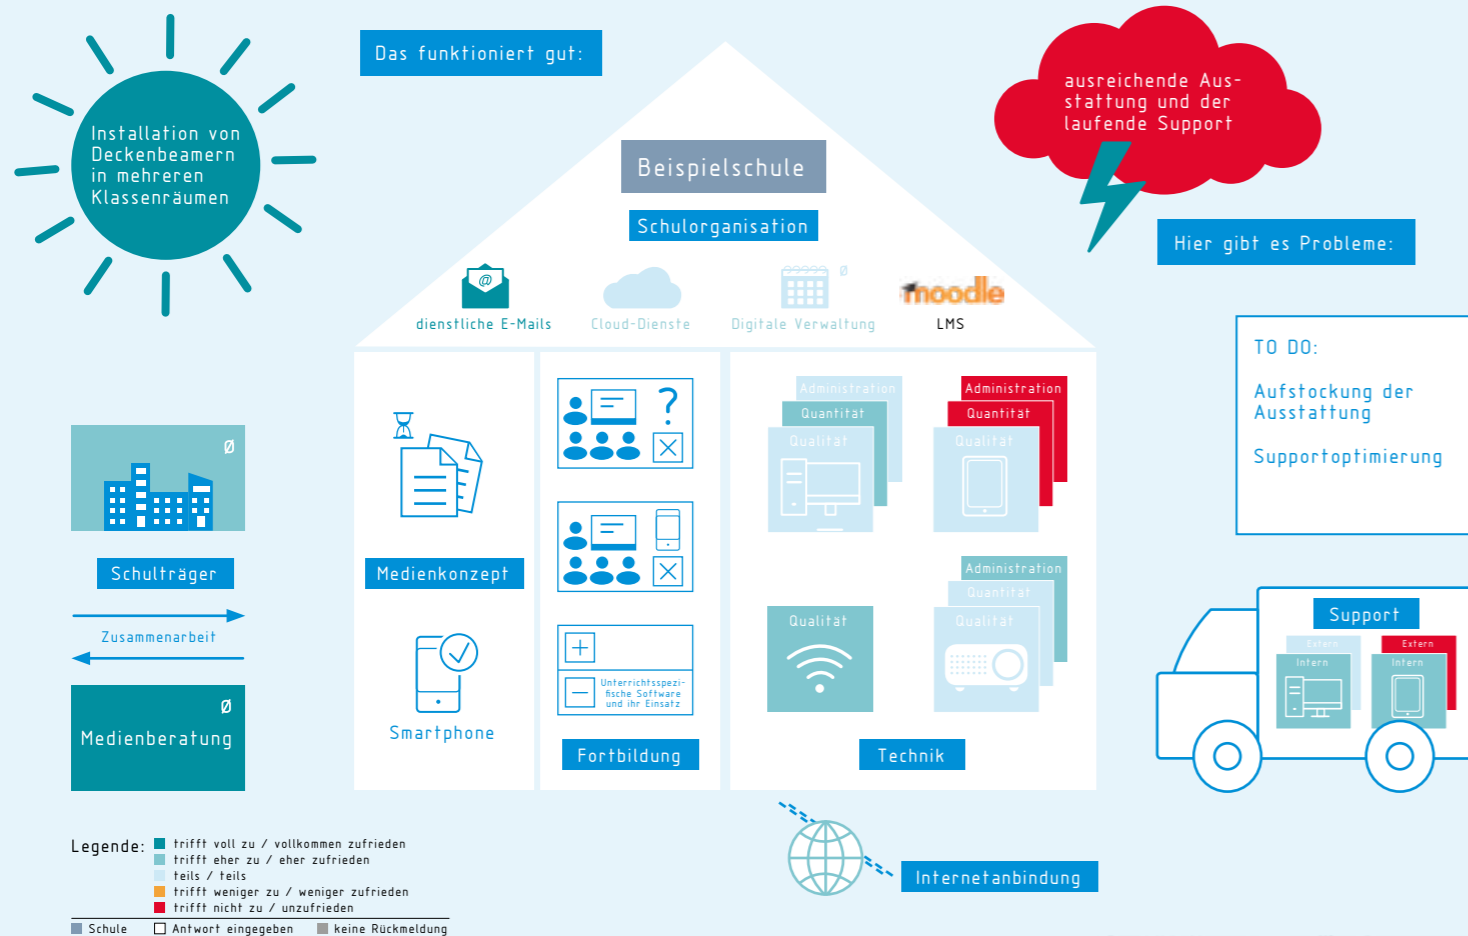 Das funktioniert gut:
Installation von
Deckenbeamern
in mehreren
Klassenräumen
ausreichende Aus-
stattung und der
laufende Support
Hier gibt es Probleme:
Beispielschule
Schulorganisation
@
Ø
moodle
dienstliche E-Mails
Cloud-Dienste
Digitale Verwaltung
LMS
TO DO:
Aufstockung der
Ausstattung
Supportoptimierung
Ø
Schulträger
Zusammenarbeit
Ø
Medienberatung
Medienkonzept
Smartphone
?
Unterrichtsspezi-
fische Software
und ihr Einsatz
Fortbildung
Administration
Quantität
Qualität
Administration
Quantität
Qualität
Qualität
Administration
Quantität
Qualität
Technik
Support
Extern
Intern
Extern
Intern
Internetanbindung
Legende:
trifft voll zu / vollkommen zufrieden
trifft eher zu / eher zufrieden
teils / teils
trifft weniger zu / weniger zufrieden
trifft nicht zu / unzufrieden
Schule
Antwort eingegeben
keine Rückmeldung